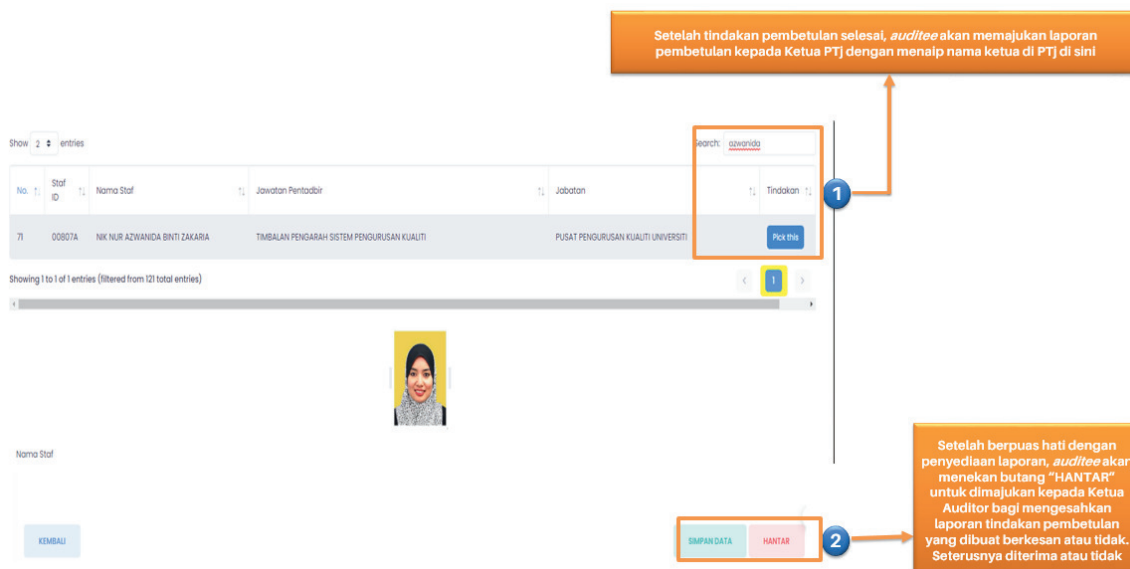 Setelah tindakan pembetulan selesai, auditee akan memajukan laporan
pembetulan kepada Ketua PTj dengan menaip nama ketua di PTj di sini
Show 2 entries
Search: azwanida
No. Staf ID Nama Staf Jawatan Pentadbir Jabatan Tindakan
1
71 00807A NIK NUR AZWANIDA BINTI ZAKARIA TIMBALAN PENGARAH SISTEM PENGURUSAN KUALITI PUSAT PENGURUSAN KUALITI UNIVERSITI Pick this
Showing 1 to 1 of 1 entries (filtered from 121 total entries)
< 1 >
Nama Staf
KEMBALI
SIMPAN DATA HANTAR
2
Setelah berpuas hati dengan
penyediaan laporan, auditee akan
menekan butang "HANTAR"
untuk dimajukan kepada Ketua
Auditor bagi mengesahkan
laporan tindakan pembetulan
yang dibuat berkesan atau tidak.
Seterusnya diterima atau tidak